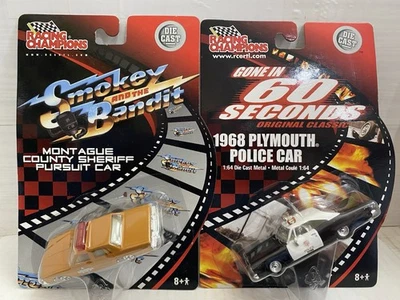 RACING CHAMPIONS
DIE CAST
Smokey
AND THE
Bandit
MONTAGUE
COUNTY SHERIFF
PURSUIT CAR
8+
RACING CHAMPIONS
www.rcertl.com
DIE CAST
GONE IN
60
SECONDS
ORIGINAL CLASSIC
1968 PLYMOUTH
POLICE CAR
1:64 Die Cast Metal • Metal Coulé 1:64
8+